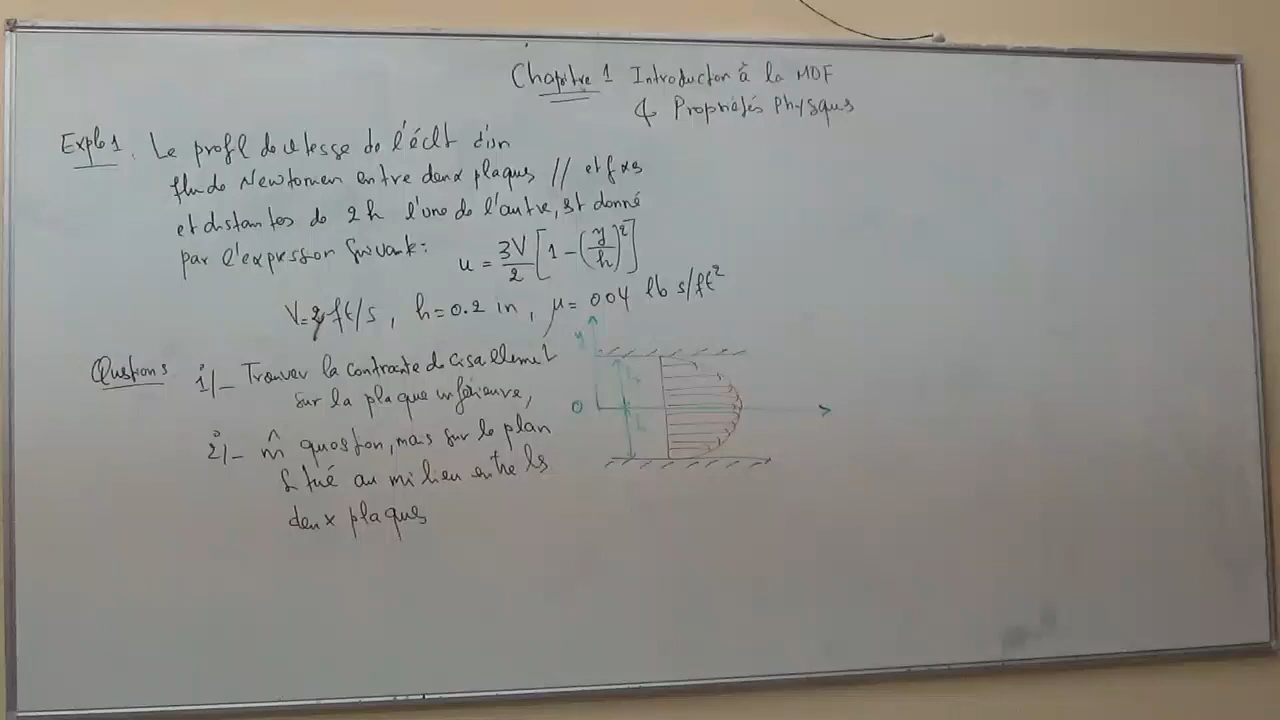 Chapitre 1 Introduction à la MDF
& Propriétés Physiques
Exple 1. Le profil de vitesse de l'éclt d'un
fluide Newtonien entre deux plaques // et fixes
et distantes de 2h l'une de l'autre, est donné
par l'expression suivante : u = 3V/2 [1 - (y/h)²]
V=2 ft/s, h=0.2 in, μ= 004 lb s/ft²
Questions 1/- Trouver la contrainte de cisaillement
sur la plaque inférieure,
2/- m̂ question, mais sur le plan
situé au milieu entre les
deux plaques
y
h
0
h